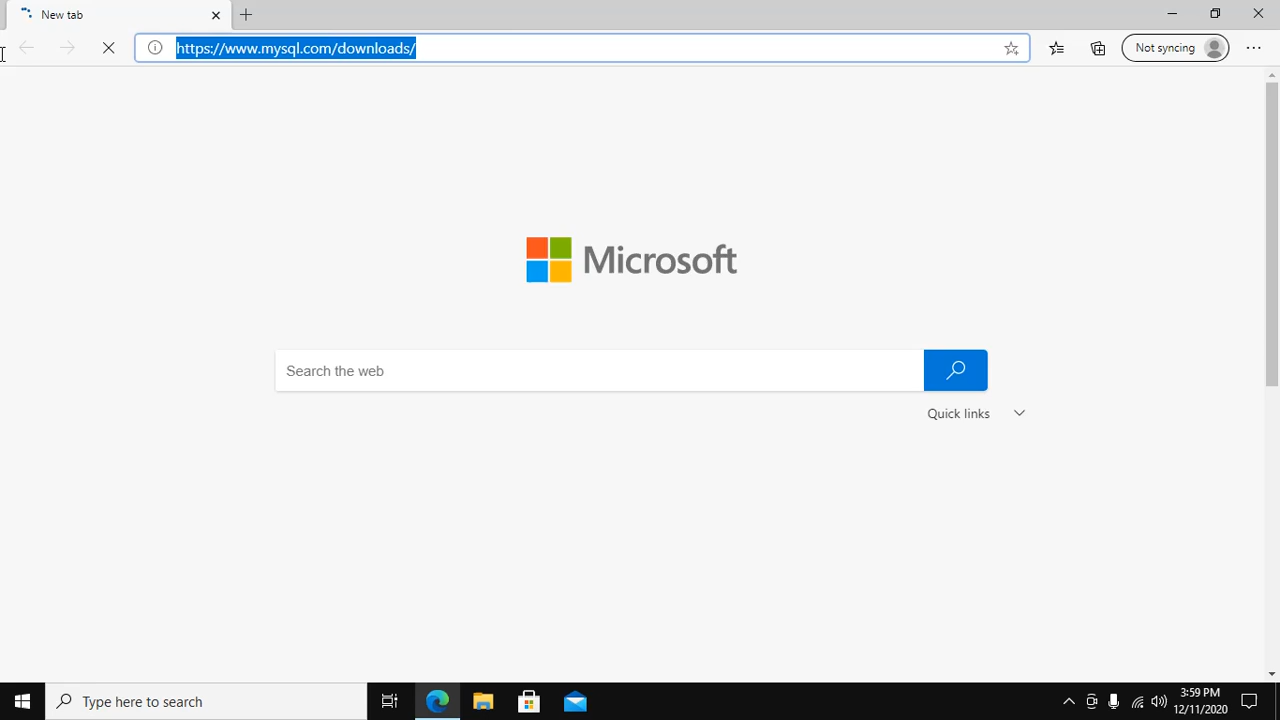 New tab
https://www.mysql.com/downloads/
Not syncing
Microsoft
Search the web
Quick links
Type here to search
3:59 PM
12/11/2020